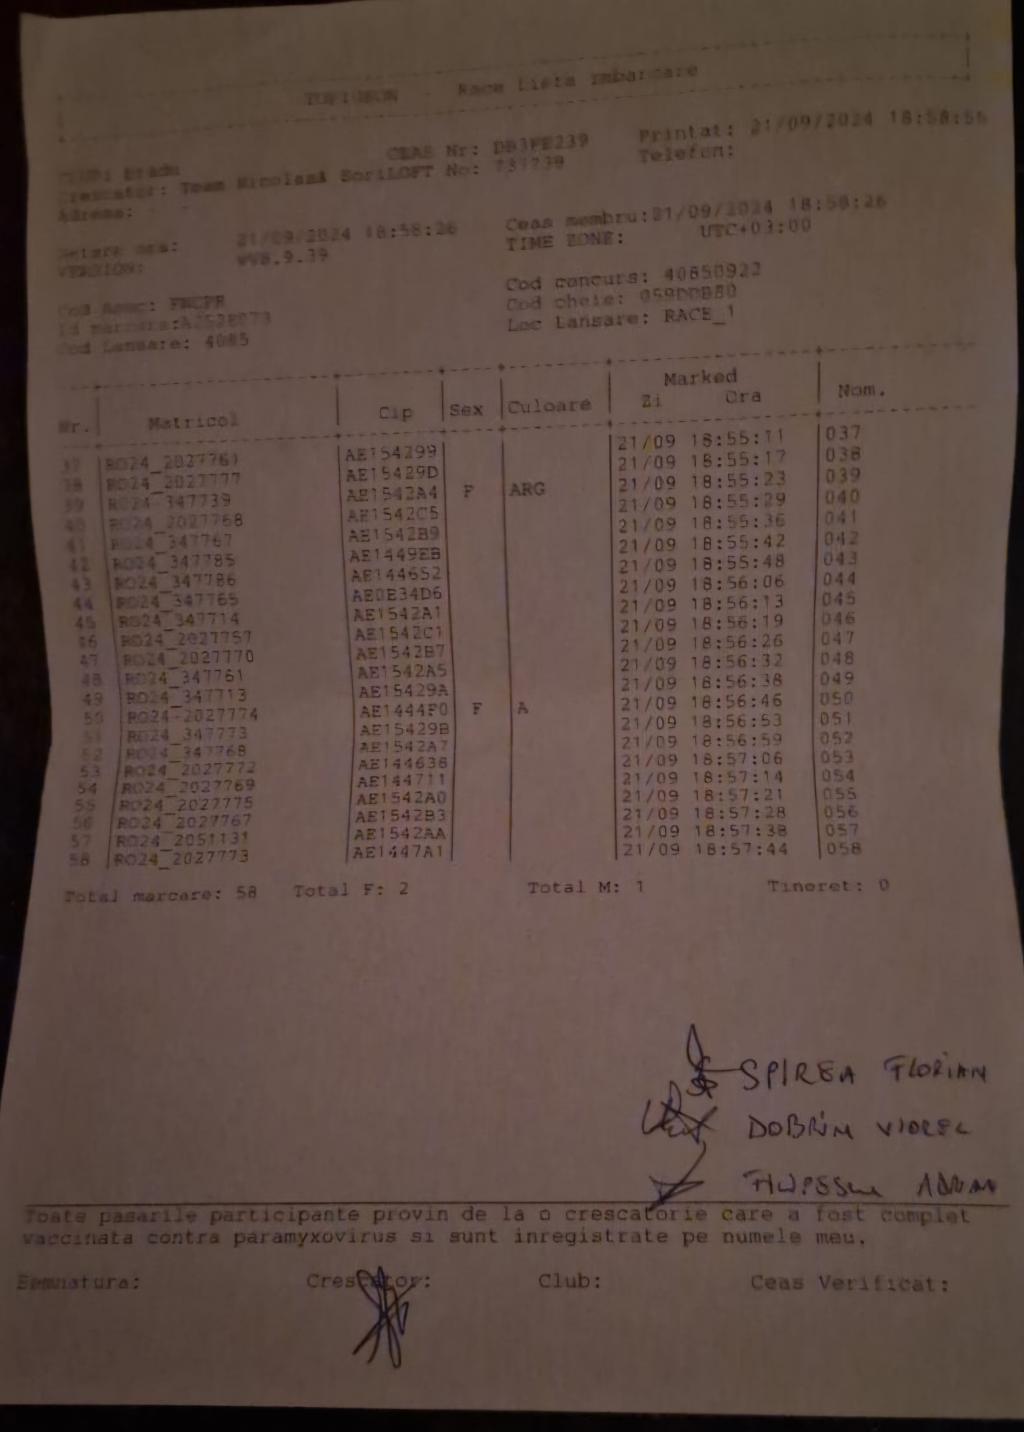 Race Lista imbarcare
CEAS Nr: DB3FE239 Printat: 21/09/2024 18:58:56
Crescator: Team Nicolasă SoriLOFT No: 737739 Telefon:
Adresa:
Setare ora: 21/09/2024 18:58:26 Ceas membru:21/09/2024 18:58:26
VERSION: vv8.9.39 TIME ZONE: UTC+03:00
Cod concurs: 40850922
Cod Asoc: FNCPR Cod cheie: 059D0B80
Id marcare:A252E073 Loc Lansare: RACE_1
Cod Lansare: 4085
Marked
Nr. Matricol Cip Sex Culoare Zi Ora Nom.
37 RO24_2027761 AE154299 21/09 18:55:11 037
38 RO24_2027777 AE15429D 21/09 18:55:17 038
39 RO24-347739 AE1542A4 F ARG 21/09 18:55:23 039
40 RO24_2027768 AE1542C5 21/09 18:55:29 040
41 RO24_347767 AE1542B9 21/09 18:55:36 041
42 RO24_347785 AE1449EB 21/09 18:55:42 042
43 RO24_347786 AE144652 21/09 18:55:48 043
44 RO24_347765 AE0E34D6 21/09 18:56:06 044
45 RO24_347714 AE1542A1 21/09 18:56:13 045
46 RO24_2027757 AE1542C1 21/09 18:56:19 046
47 RO24_2027770 AE1542B7 21/09 18:56:26 047
48 RO24_347761 AE1542A5 21/09 18:56:32 048
49 RO24_347713 AE15429A 21/09 18:56:38 049
50 RO24-2027774 AE1444F0 F A 21/09 18:56:46 050
51 RO24_347773 AE15429B 21/09 18:56:53 051
52 RO24_347768 AE1542A7 21/09 18:56:59 052
53 RO24_2027772 AE144638 21/09 18:57:06 053
54 RO24_2027769 AE144711 21/09 18:57:14 054
55 RO24_2027775 AE1542A0 21/09 18:57:21 055
56 RO24_2027767 AE1542B3 21/09 18:57:28 056
57 RO24_2051131 AE1542AA 21/09 18:57:38 057
58 RO24_2027773 AE1447A1 21/09 18:57:44 058
Total marcare: 58 Total F: 2 Total M: 1 Tineret: 0
SPIREA FLORIAN
DOBRIN VIOREL
Toate pasarile participante provin de la o crescatorie care a fost complet
vaccinata contra paramyxovirus si sunt inregistrate pe numele meu.
Semnatura: Crescator: Club: Ceas Verificat: